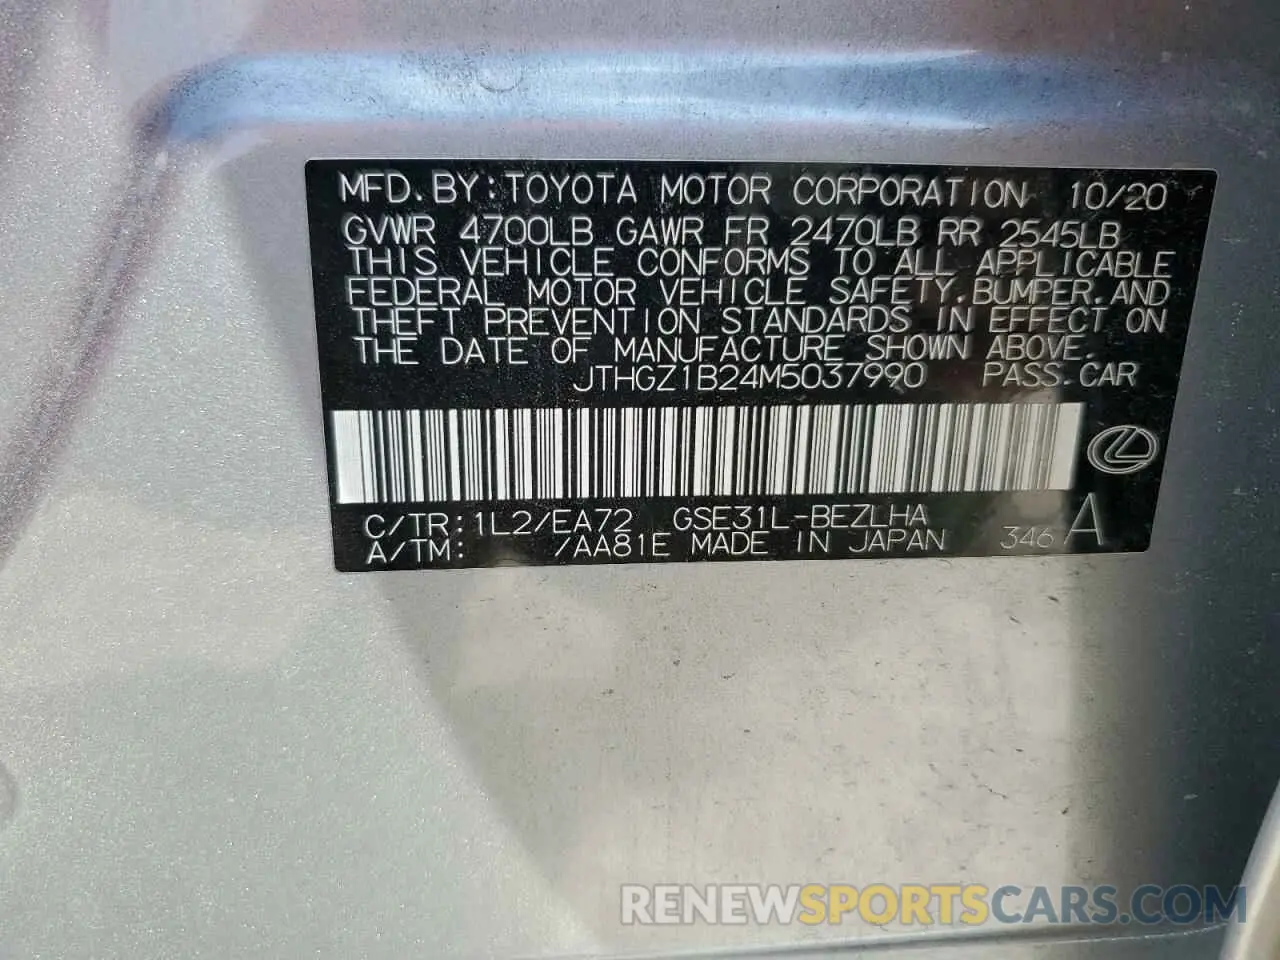 MFD.BY:TOYOTA MOTOR CORPORATION 10/20
GVWR 4700LB GAWR FR 2470LB RR 2545LB
THIS VEHICLE CONFORMS TO ALL APPLICABLE
FEDERAL MOTOR VEHICLE SAFETY.BUMPER.AND
THEFT PREVENTION STANDARDS IN EFFECT ON
THE DATE OF MANUFACTURE SHOWN ABOVE.
JTHGZ1B24M5037990 PASS.CAR
C/TR:1L2/EA72 GSE31L-BEZLHA
A/TM: /AA81E MADE IN JAPAN 346 A
RENEWSPORTSCARS.COM